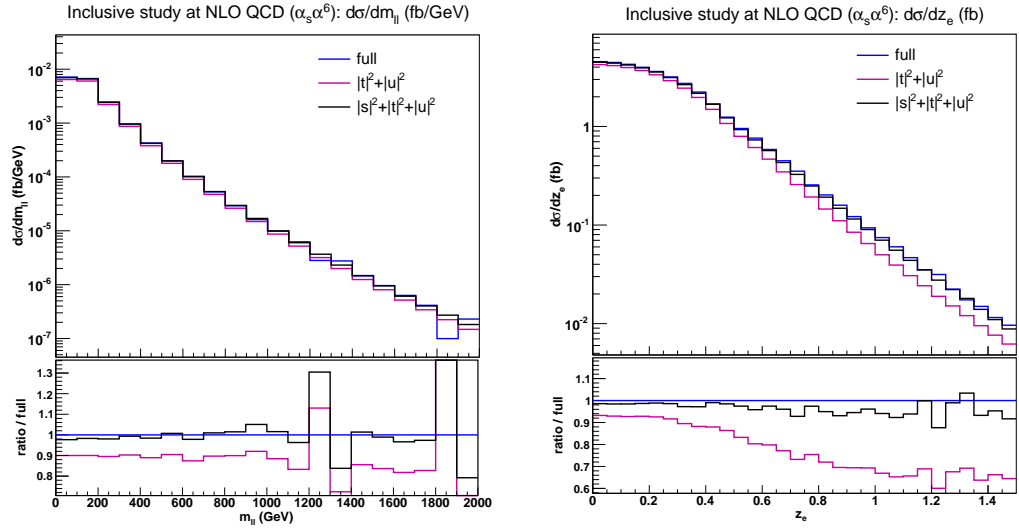 Inclusive study at NLO QCD (αₛα⁶): dσ/dmₗₗ (fb/GeV)
dσ/dmₗₗ (fb/GeV)
10⁻²
10⁻³
10⁻⁴
10⁻⁵
10⁻⁶
10⁻⁷
full
|t|²+|u|²
|s|²+|t|²+|u|²
ratio / full
1.3
1.2
1.1
1
0.9
0.8
0 200 400 600 800 1000 1200 1400 1600 1800 2000
mₗₗ (GeV)
Inclusive study at NLO QCD (αₛα⁶): dσ/dzₑ (fb)
dσ/dzₑ (fb)
1
10⁻¹
10⁻²
full
|t|²+|u|²
|s|²+|t|²+|u|²
ratio / full
1.1
1
0.9
0.8
0.7
0.6
0 0.2 0.4 0.6 0.8 1 1.2 1.4
zₑ